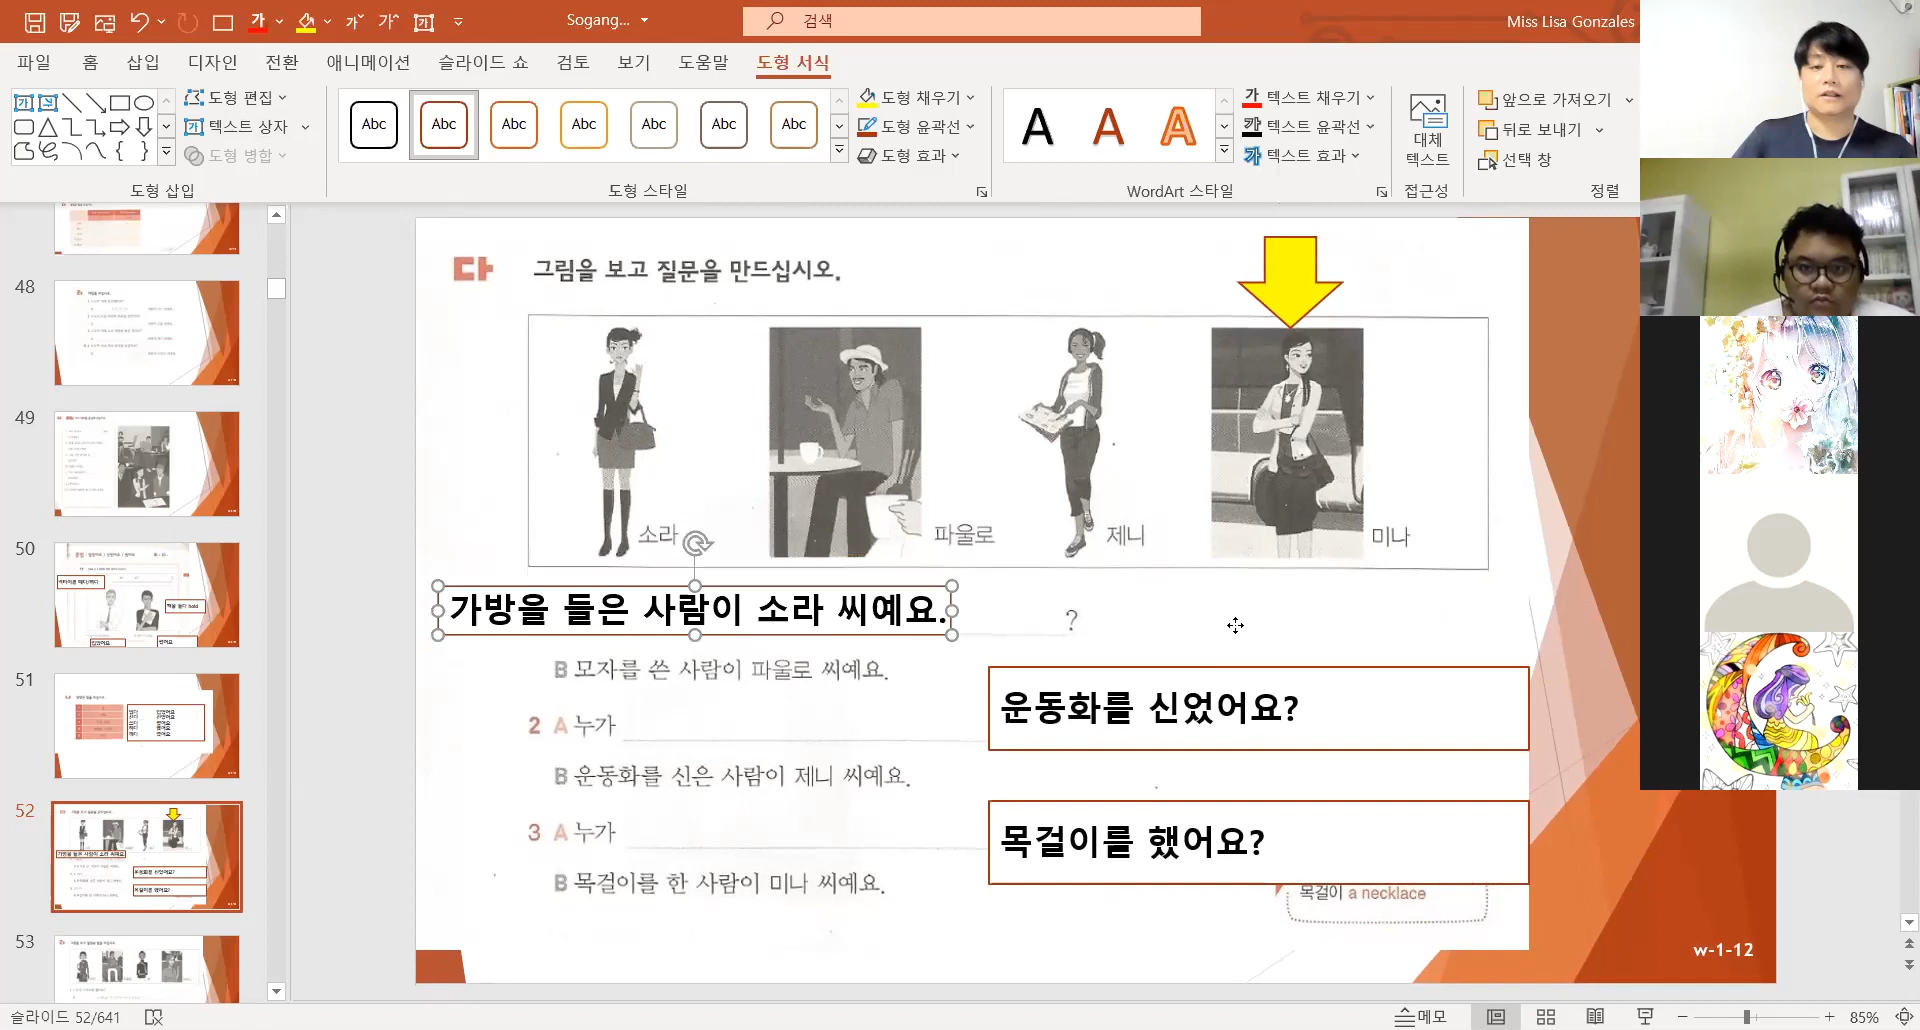 Sogang...
검색
Miss Lisa Gonzales
파일 홈 삽입 디자인 전환 애니메이션 슬라이드 쇼 검토 보기 도움말 도형 서식
도형 편집
텍스트 상자
도형 병합
도형 삽입
Abc Abc Abc Abc Abc Abc Abc
도형 채우기
도형 윤곽선
도형 효과
도형 스타일
A A A
텍스트 채우기
텍스트 윤곽선
텍스트 효과
WordArt 스타일
대체
텍스트
접근성
앞으로 가져오기
뒤로 보내기
선택 창
정렬
48
49
50
51
52
53
다 그림을 보고 질문을 만드십시오.
소라 파울로 제니 미나
가방을 들은 사람이 소라 씨예요.
?
B 모자를 쓴 사람이 파울로 씨예요.
2 A 누가
운동화를 신었어요?
B 운동화를 신은 사람이 제니 씨예요.
3 A 누가
목걸이를 했어요?
B 목걸이를 한 사람이 미나 씨예요.
목걸이 a necklace
w-1-12
슬라이드 52/641
메모
85%